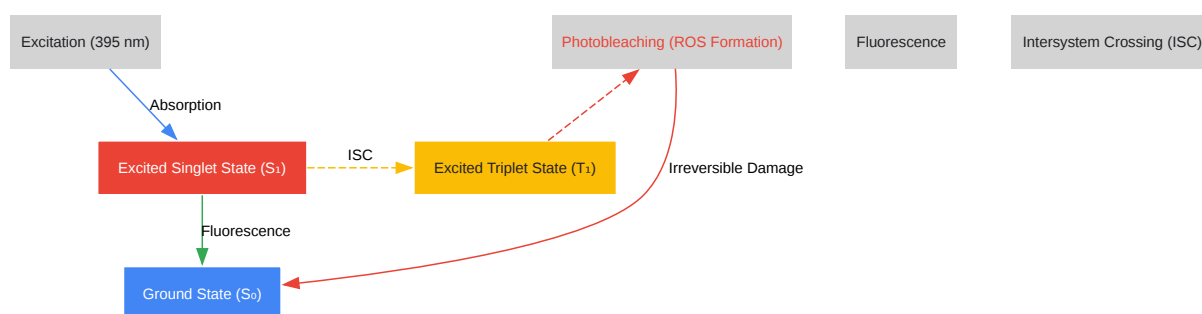 Excitation (395 nm)
Photobleaching (ROS Formation)
Fluorescence
Intersystem Crossing (ISC)
Absorption
ISC
Excited Singlet State (S₁)
Excited Triplet State (T₁)
Irreversible Damage
Fluorescence
Ground State (S₀)